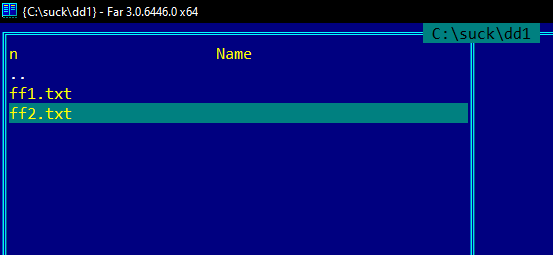 {C:\suck\dd1} - Far 3.0.6446.0 x64
C:\suck\dd1
n Name
..
ff1.txt
ff2.txt